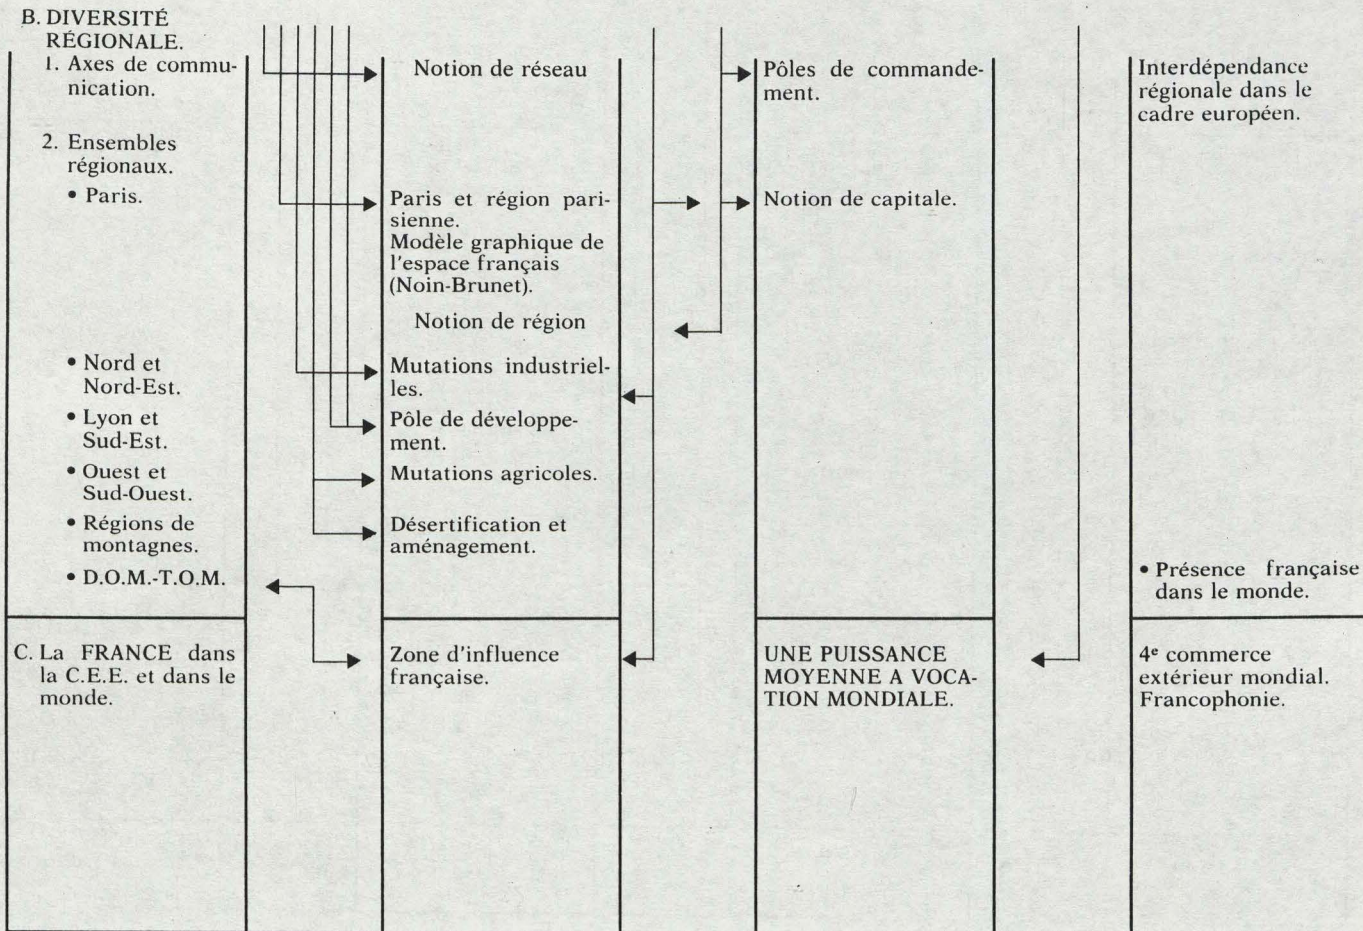 B. DIVERSITÉ
RÉGIONALE.
1. Axes de commu-
nication.
2. Ensembles
régionaux.
• Paris.
• Nord et
Nord-Est.
• Lyon et
Sud-Est.
• Ouest et
Sud-Ouest.
• Régions de
montagnes.
• D.O.M.-T.O.M.
C. La FRANCE dans
la C.E.E. et dans le
monde.
Notion de réseau
Paris et région pari-
sienne.
Modèle graphique de
l'espace français
(Noin-Brunet).
Notion de région
Mutations industriel-
les.
Pôle de développe-
ment.
Mutations agricoles.
Désertification et
aménagement.
Zone d'influence
française.
Pôles de commande-
ment.
Notion de capitale.
UNE PUISSANCE
MOYENNE A VOCA-
TION MONDIALE.
Interdépendance
régionale dans le
cadre européen.
• Présence française
dans le monde.
4e commerce
extérieur mondial.
Francophonie.